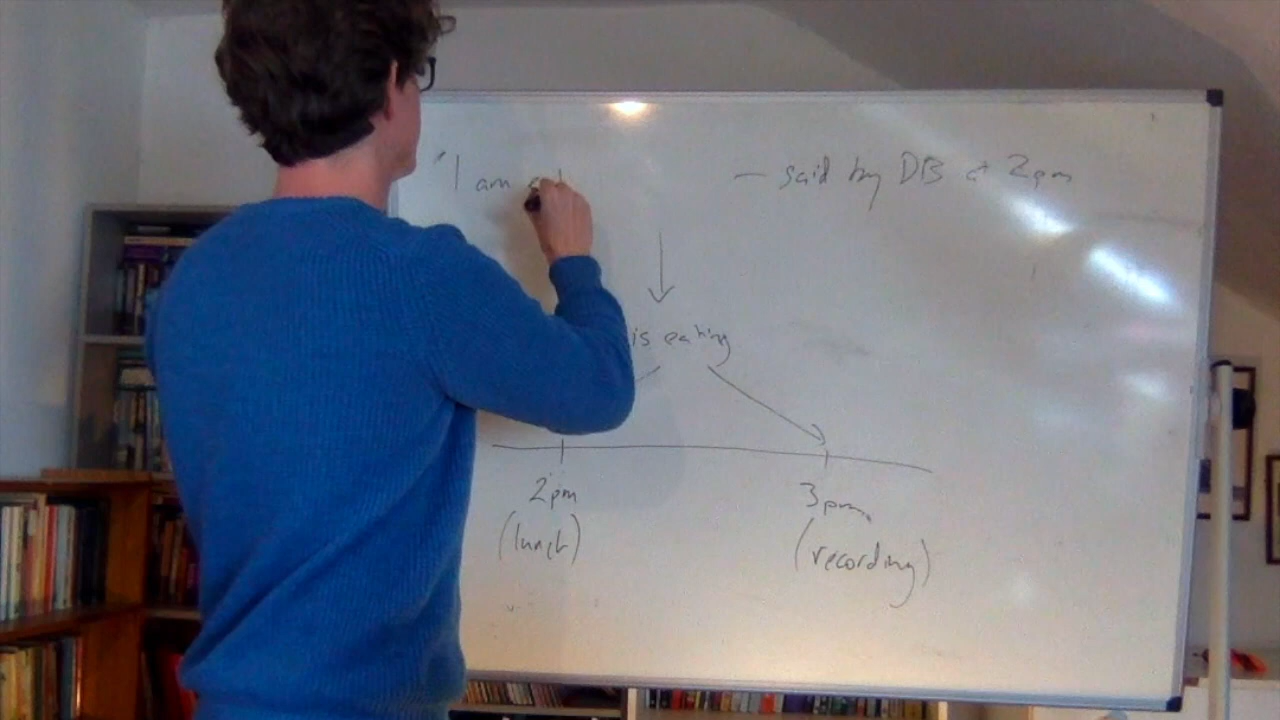 "I am
— said by DB at 2pm
is eating
2pm 3pm
(lunch) (recording)